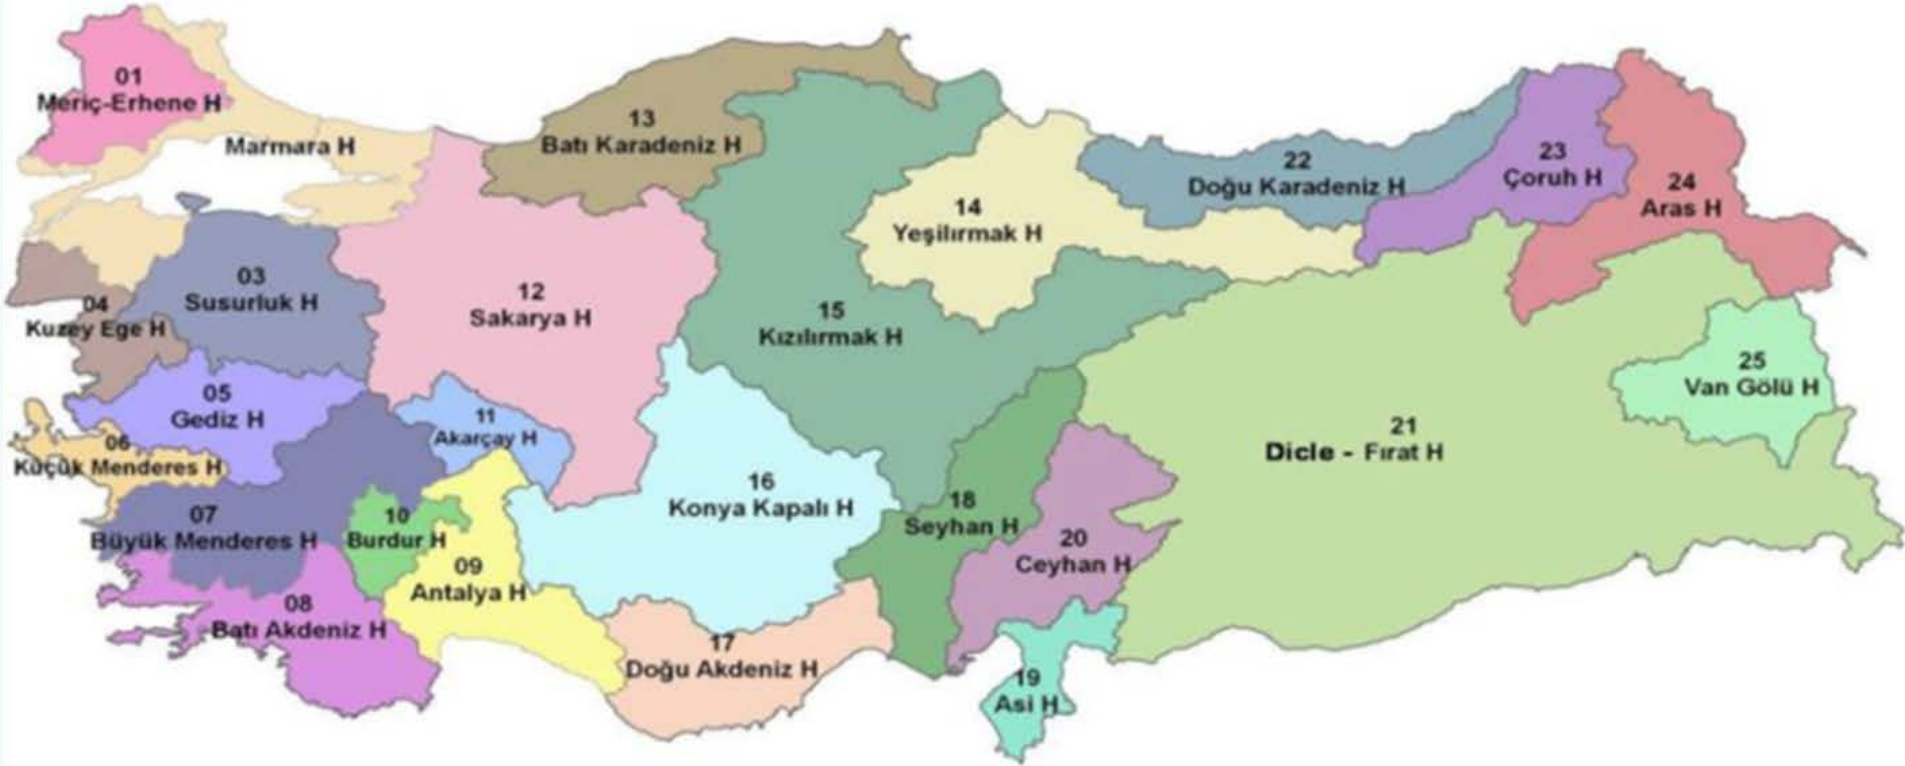 01
Meriç-Erhene H
Marmara H
03
Susurluk H
04
Kuzey Ege H
05
Gediz H
06
Küçük Menderes H
07
Büyük Menderes H
08
Batı Akdeniz H
09
Antalya H
10
Burdur H
11
Akarçay H
12
Sakarya H
13
Batı Karadeniz H
14
Yeşilırmak H
15
Kızılırmak H
16
Konya Kapalı H
17
Doğu Akdeniz H
18
Seyhan H
19
Asi H
20
Ceyhan H
21
Dicle - Fırat H
22
Doğu Karadeniz H
23
Çoruh H
24
Aras H
25
Van Gölü H